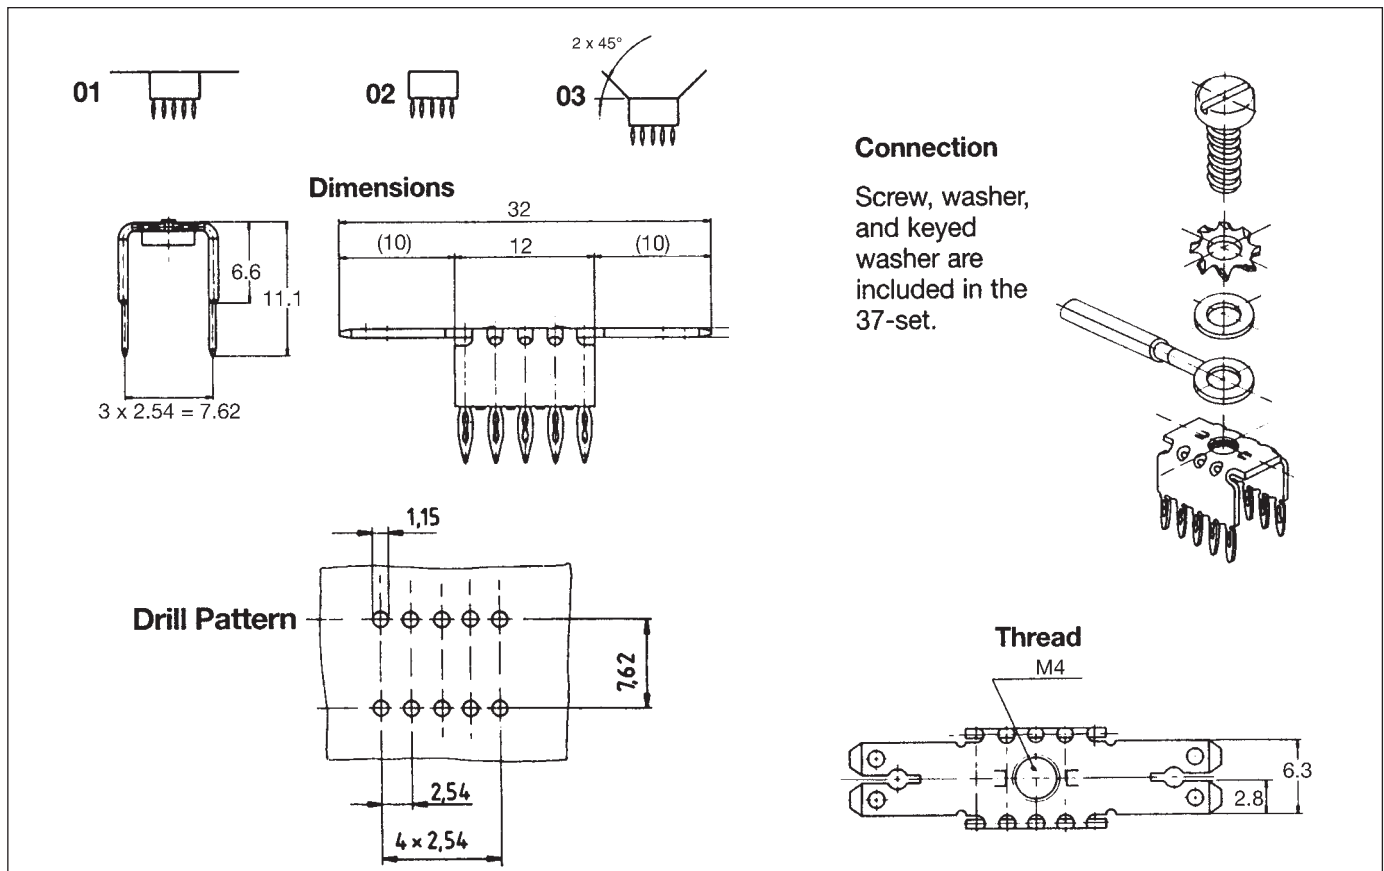 2 x 45°
01
02
03
Dimensions
32
(10)
12
(10)
6.6
11.1
3 x 2.54 = 7.62
Connection
Screw, washer,
and keyed
washer are
included in the
37-set.
1,15
Drill Pattern
7,62
2,54
4 x 2,54
Thread
M4
6.3
2.8